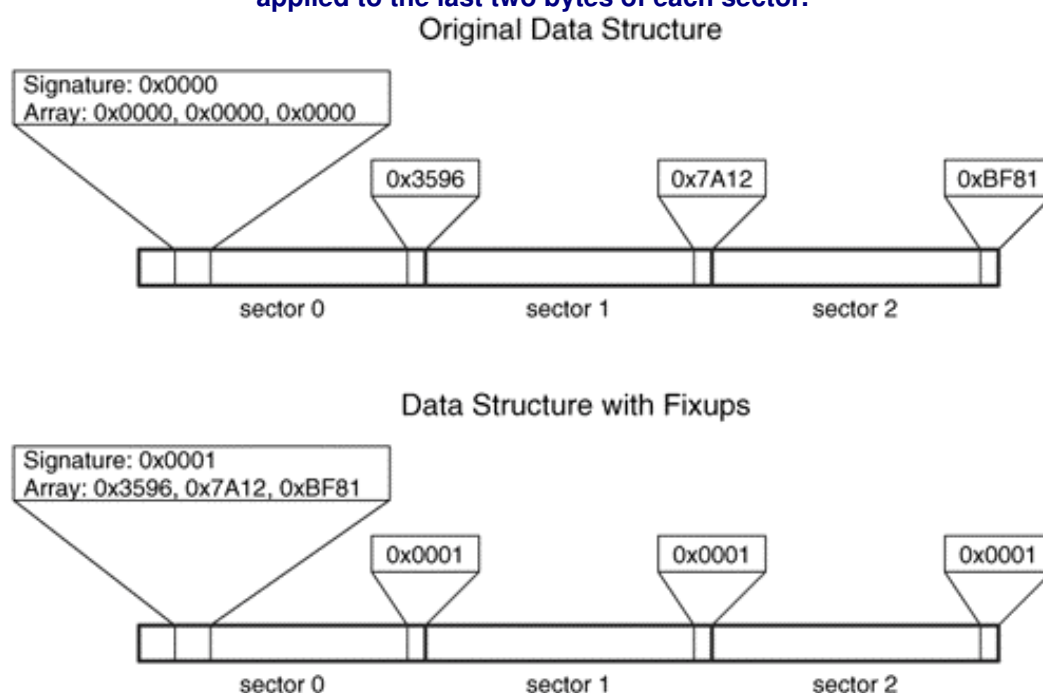 applied to the last two bytes of each sector.
Original Data Structure
Signature: 0x0000
Array: 0x0000, 0x0000, 0x0000
0x3596
0x7A12
0xBF81
sector 0
sector 1
sector 2
Data Structure with Fixups
Signature: 0x0001
Array: 0x3596, 0x7A12, 0xBF81
0x0001
0x0001
0x0001
sector 0
sector 1
sector 2